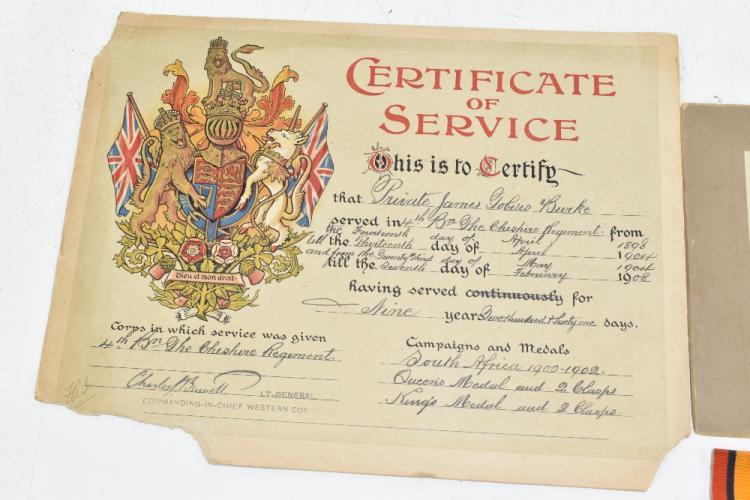 CERTIFICATE
OF
SERVICE
This is to Certify
that Private James Tobias Burke
served in 4th Bn The Cheshire Regiment from
the Fourteenth day of April 1898
till the Thirteenth day of April 1904
and from the Twenty Third day of May 1904
till the Seventh day of February 1908
having served continuously for
Nine years Two Hundred & Sixty one days.
Dieu et mon droit
Corps in which service was given
4th Bn The Cheshire Regiment
Charles Burnett LT-GENERAL
COMMANDING-IN-CHIEF WESTERN COM
Campaigns and Medals
South Africa 1900-1902.
Queen's Medal and 2 Clasps
King's Medal and 2 Clasps.